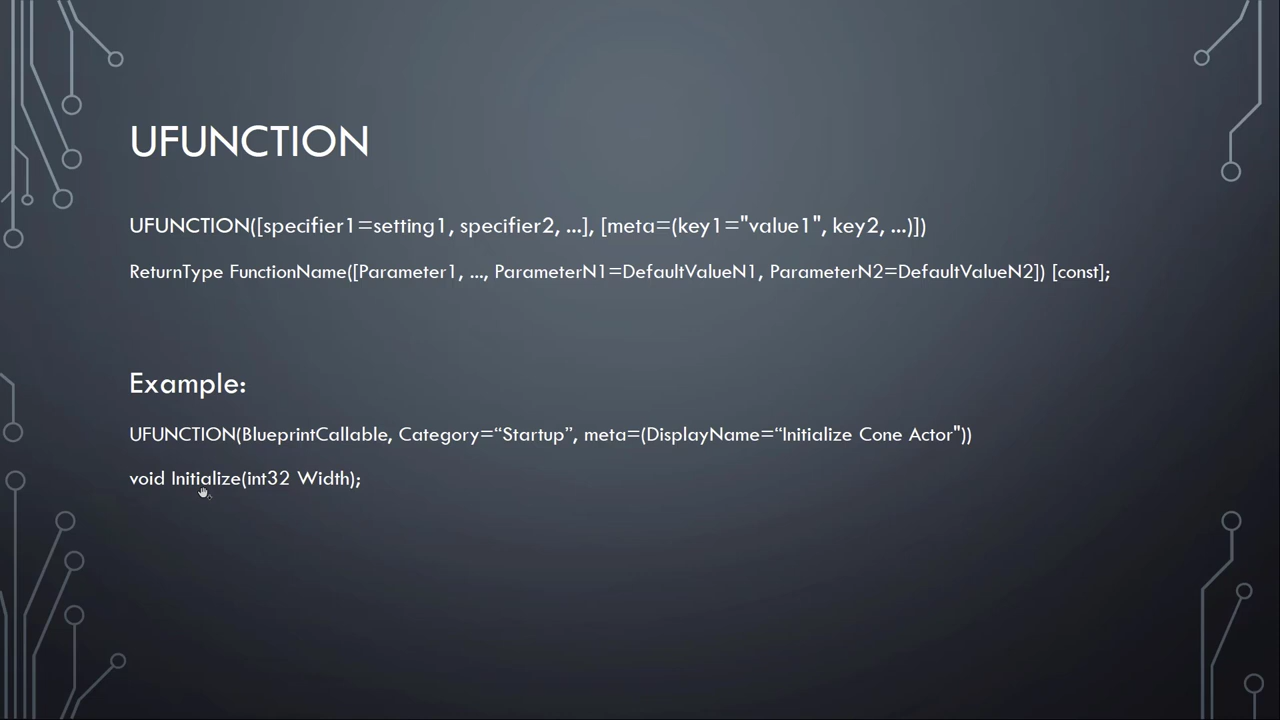 UFUNCTION
UFUNCTION([specifier1=setting1, specifier2, ...], [meta=(key1="value1", key2, ...)])
ReturnType FunctionName([Parameter1, ..., ParameterN1=DefaultValueN1, ParameterN2=DefaultValueN2]) [const];
Example:
UFUNCTION(BlueprintCallable, Category=“Startup”, meta=(DisplayName=“Initialize Cone Actor"))
void Initialize(int32 Width);